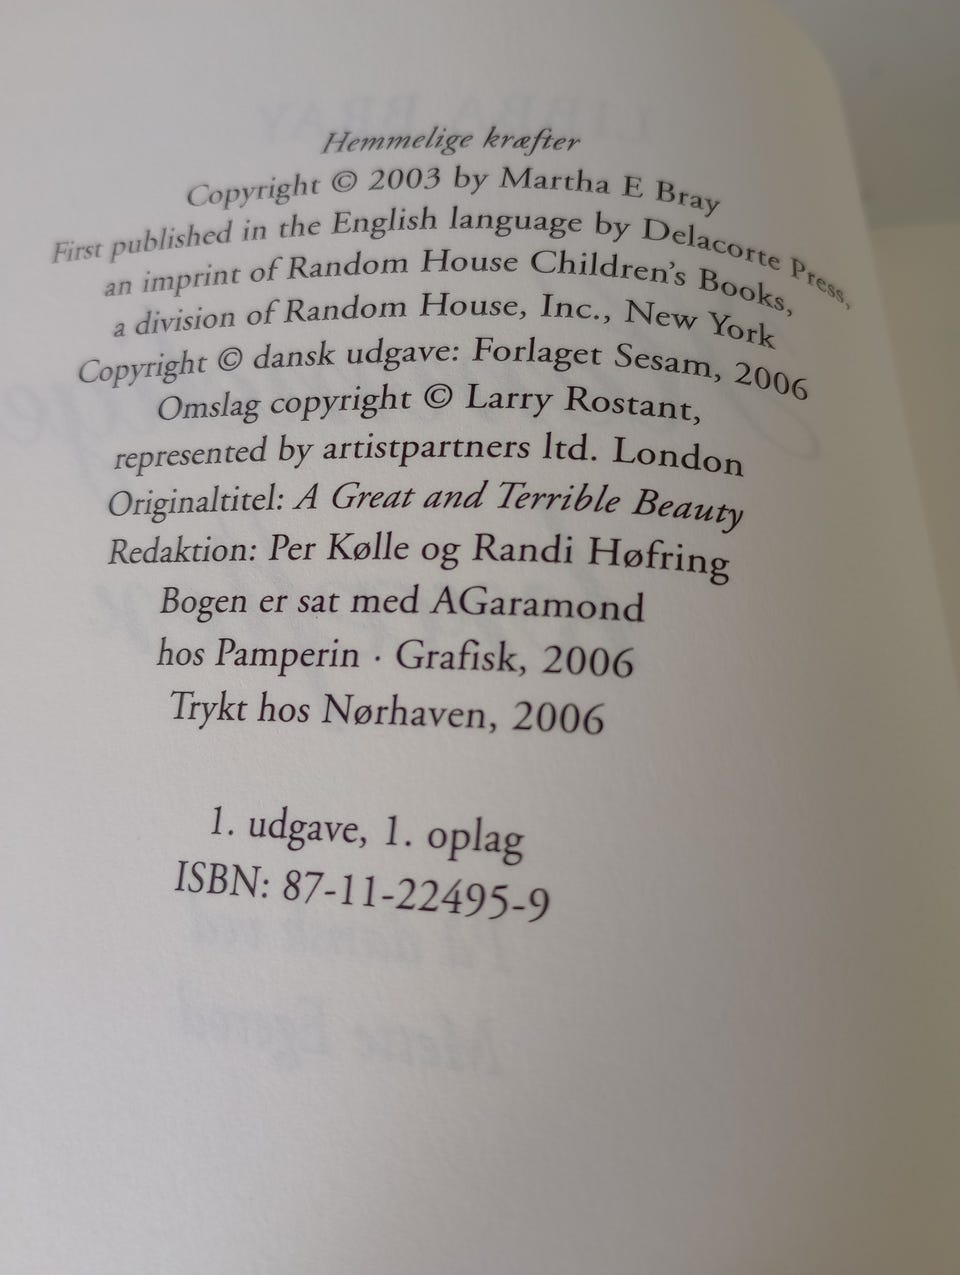 Hemmelige kræfter
Copyright © 2003 by Martha E Bray
First published in the English language by Delacorte Press,
an imprint of Random House Children's Books,
a division of Random House, Inc., New York
Copyright © dansk udgave: Forlaget Sesam, 2006
Omslag copyright © Larry Rostant,
represented by artistpartners ltd. London
Originaltitel: A Great and Terrible Beauty
Redaktion: Per Kølle og Randi Høfring
Bogen er sat med AGaramond
hos Pamperin · Grafisk, 2006
Trykt hos Nørhaven, 2006
1. udgave, 1. oplag
ISBN: 87-11-22495-9